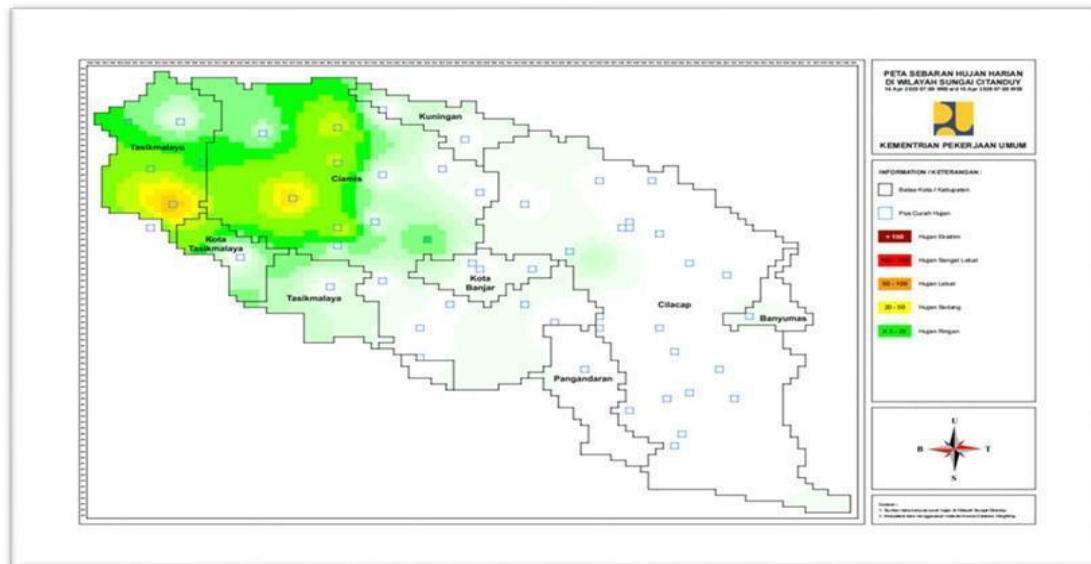 PETA SEBARAN HUJAN HARIAN
DI WILAYAH SUNGAI CITANDUY
KEMENTRIAN PEKERJAAN UMUM
INFORMATION / KETERANGAN :
Batas Kota / Kabupaten
Pos Curah Hujan
Hujan Ekstrim
Hujan Sangat Lebat
50 - 100 Hujan Lebat
20 - 50 Hujan Sedang
Hujan Ringan
U
B T
S
Kuningan
Tasikmalaya
Ciamis
Kota
Tasikmalaya
Tasikmalaya
Kota
Banjar
Cilacap
Banyumas
Pangandaran